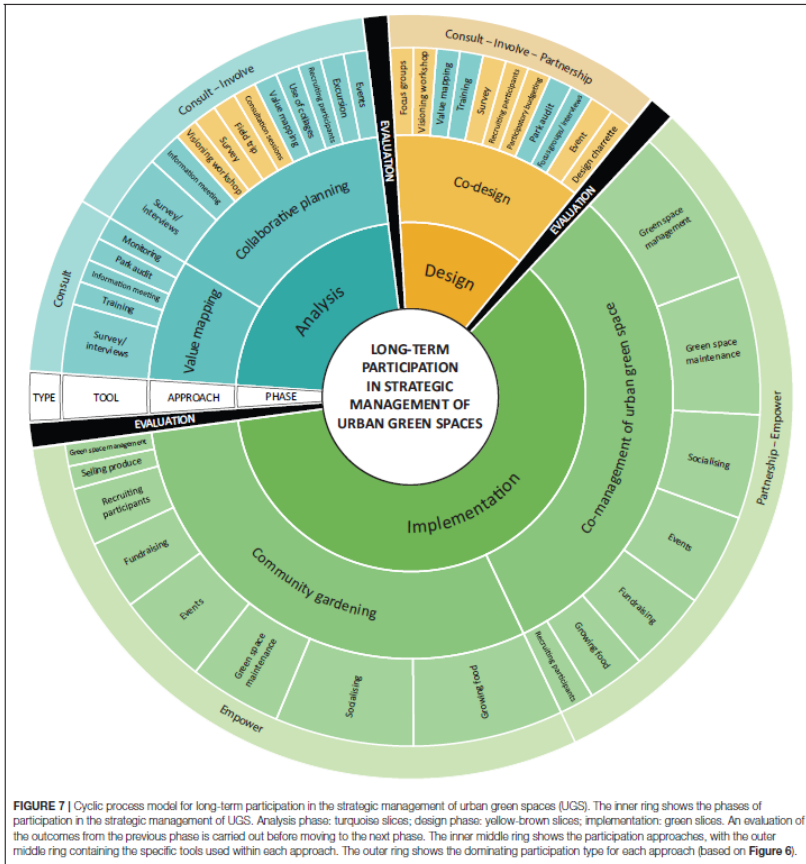 Consult – Involve
Events
Excursion
Recruiting participants
Use of collages
Value mapping
Consultation sessions
Field trip
Survey
Visioning workshop
Information meeting
Survey/
interviews
Collaborative planning
Consult
Monitoring
Park audit
Information meeting
Training
Survey/
interviews
Value mapping
Analysis
EVALUATION
Consult – Involve – Partnership
Focus groups
Visioning workshop
Value mapping
Training
Survey
Recruiting participants
Participatory budgeting
Park audit
Focus groups/ interviews
Event
Design charrette
Co-design
Design
EVALUATION
LONG-TERM
PARTICIPATION
IN STRATEGIC
MANAGEMENT OF
URBAN GREEN SPACES
TYPE
TOOL
APPROACH
PHASE
EVALUATION
Implementation
Co-management of urban green space
Partnership – Empower
Green space
management
Green space
maintenance
Socialising
Events
Fundraising
Growing food
Recruiting participants
Community gardening
Empower
Growing food
Socialising
Green space
maintenance
Events
Fundraising
Recruiting
participants
Selling produce
Green space management
FIGURE 7 | Cyclic process model for long-term participation in the strategic management of urban green spaces (UGS). The inner ring shows the phases of
participation in the strategic management of UGS. Analysis phase: turquoise slices; design phase: yellow-brown slices; implementation: green slices. An evaluation of
the outcomes from the previous phase is carried out before moving to the next phase. The inner middle ring shows the participation approaches, with the outer
middle ring containing the specific tools used within each approach. The outer ring shows the dominating participation type for each approach (based on Figure 6).